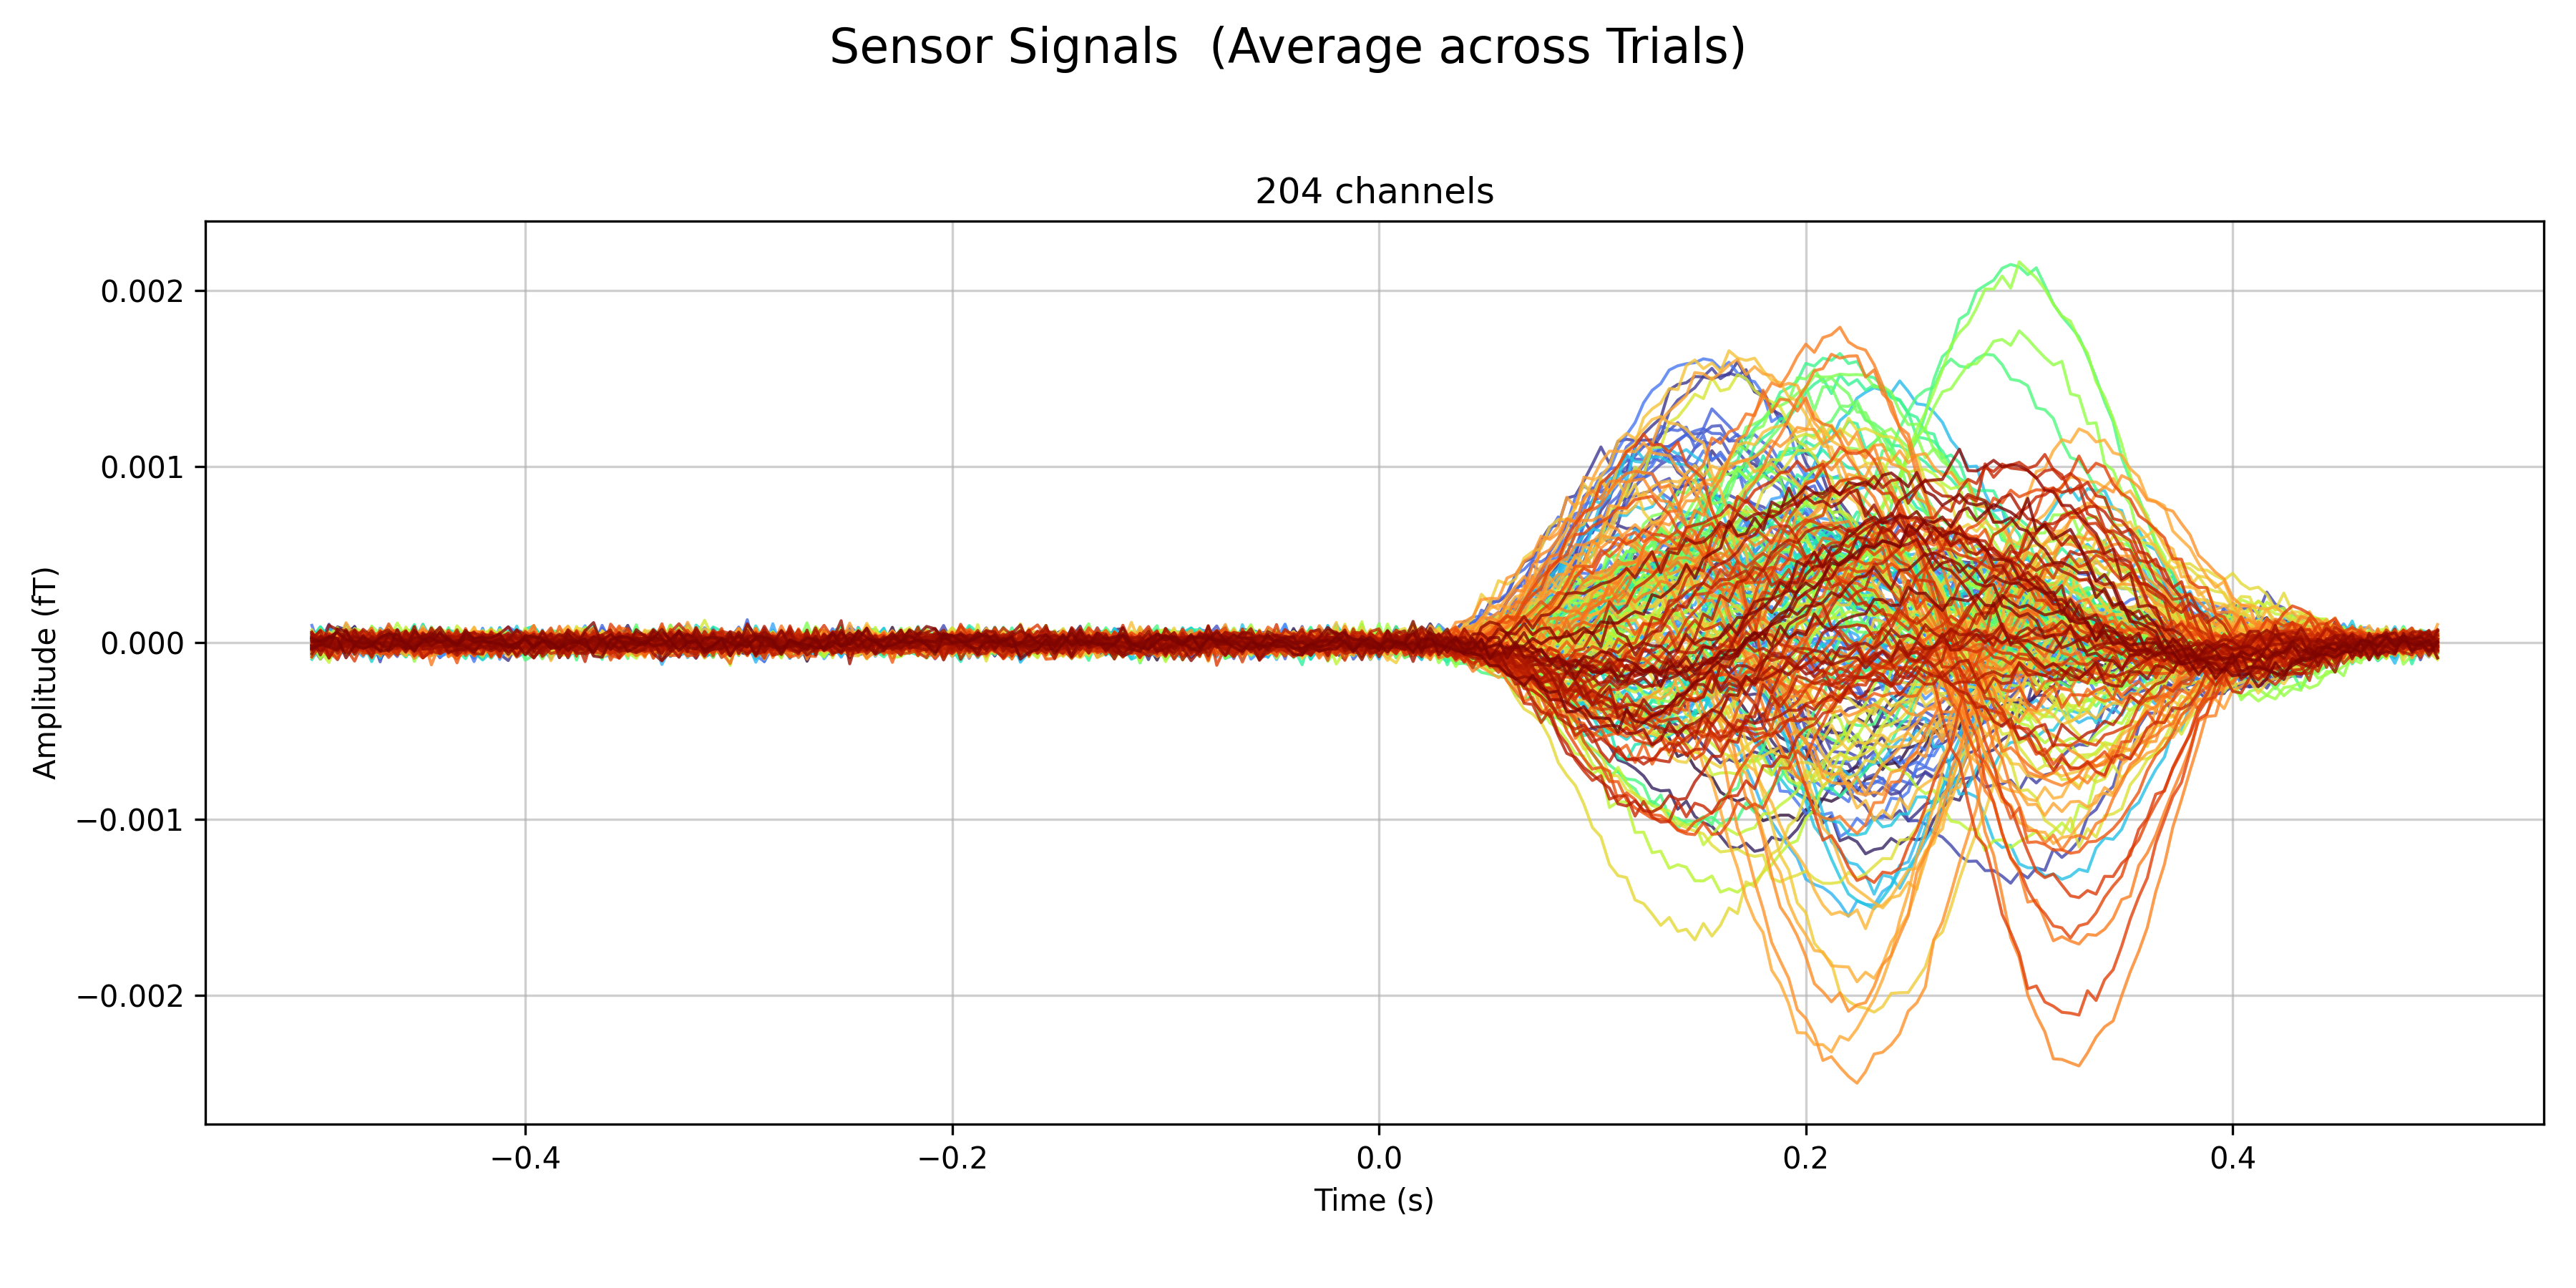 Sensor Signals  (Average across Trials)
204 channels
Amplitude (fT)
0.002
0.001
0.000
−0.001
−0.002
−0.4
−0.2
0.0
0.2
0.4
Time (s)